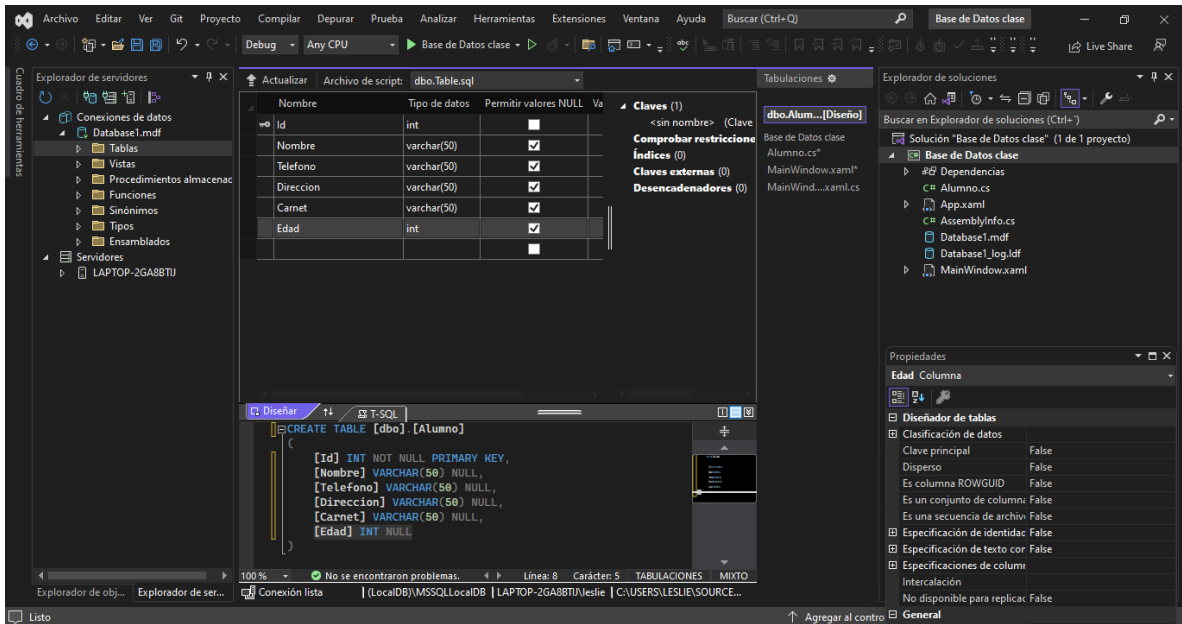 Archivo Editar Ver Git Proyecto Compilar Depurar Prueba Analizar Herramientas Extensiones Ventana Ayuda Buscar (Ctrl+Q) Base de Datos clase
Debug Any CPU Base de Datos clase Live Share
Cuadro de herramientas
Explorador de servidores
Conexiones de datos
Database1.mdf
Tablas
Vistas
Procedimientos almacenac
Funciones
Sinónimos
Tipos
Ensamblados
Servidores
LAPTOP-2GA8BTIJ
Explorador de obj... Explorador de ser...
Actualizar Archivo de script: dbo.Table.sql
Nombre Tipo de datos Permitir valores NULL Va
Id int
Nombre varchar(50)
Telefono varchar(50)
Direccion varchar(50)
Carnet varchar(50)
Edad int
Claves (1)
<sin nombre> (Clave
Comprobar restriccione
Índices (0)
Claves externas (0)
Desencadenadores (0)
Diseñar T-SQL
CREATE TABLE [dbo].[Alumno]
(
[Id] INT NOT NULL PRIMARY KEY,
[Nombre] VARCHAR(50) NULL,
[Telefono] VARCHAR(50) NULL,
[Direccion] VARCHAR(50) NULL,
[Carnet] VARCHAR(50) NULL,
[Edad] INT NULL
)
100 % No se encontraron problemas. Línea: 8 Carácter: 5 TABULACIONES MIXTO
Conexión lista | (LocalDB)\MSSQLLocalDB | LAPTOP-2GA8BTIJ\leslie | C:\USERS\LESLIE\SOURCE...
Tabulaciones
dbo.Alum...[Diseño]
Base de Datos clase
Alumno.cs*
MainWindow.xaml*
MainWind....xaml.cs
Explorador de soluciones
Buscar en Explorador de soluciones (Ctrl+´)
Solución "Base de Datos clase" (1 de 1 proyecto)
Base de Datos clase
Dependencias
C# Alumno.cs
App.xaml
C# AssemblyInfo.cs
Database1.mdf
Database1_log.ldf
MainWindow.xaml
Propiedades
Edad Columna
Diseñador de tablas
Clasificación de datos
Clave principal False
Disperso False
Es columna ROWGUID False
Es un conjunto de column False
Es una secuencia de archiv False
Especificación de identidac False
Especificación de texto cor False
Especificaciones de column
Intercalación
No disponible para replicac False
General
Listo Agregar al contro